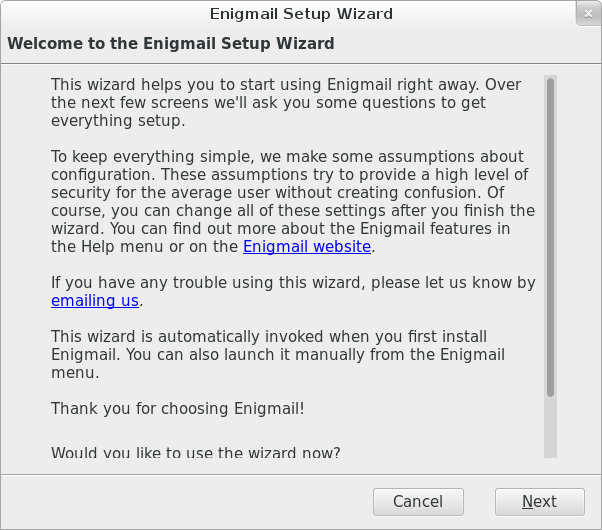 Enigmail Setup Wizard
Welcome to the Enigmail Setup Wizard
This wizard helps you to start using Enigmail right away. Over
the next few screens we'll ask you some questions to get
everything setup.
To keep everything simple, we make some assumptions about
configuration. These assumptions try to provide a high level of
security for the average user without creating confusion. Of
course, you can change all of these settings after you finish the
wizard. You can find out more about the Enigmail features in
the Help menu or on the Enigmail website.
If you have any trouble using this wizard, please let us know by
emailing us.
This wizard is automatically invoked when you first install
Enigmail. You can also launch it manually from the Enigmail
menu.
Thank you for choosing Enigmail!
Would you like to use the wizard now?
Cancel
Next